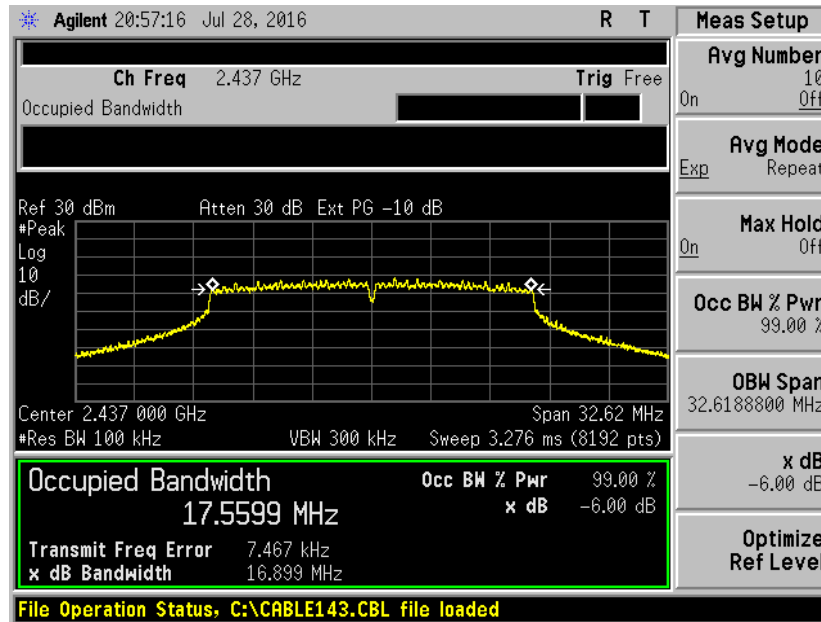 Agilent 20:57:16 Jul 28, 2016 R T
Ch Freq 2.437 GHz Trig Free
Occupied Bandwidth
Ref 30 dBm Atten 30 dB Ext PG -10 dB
#Peak
Log
10
dB/
Center 2.437 000 GHz Span 32.62 MHz
#Res BW 100 kHz VBW 300 kHz Sweep 3.276 ms (8192 pts)
Occupied Bandwidth Occ BW % Pwr 99.00 %
17.5599 MHz x dB -6.00 dB
Transmit Freq Error 7.467 kHz
x dB Bandwidth 16.899 MHz
File Operation Status, C:\CABLE143.CBL file loaded
Meas Setup
Avg Number
10
On Off
Avg Mode
Exp Repeat
Max Hold
On Off
Occ BW % Pwr
99.00 %
OBW Span
32.6188800 MHz
x dB
-6.00 dB
Optimize
Ref Level